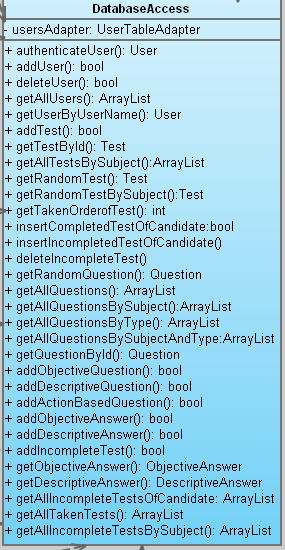 DatabaseAccess
- usersAdapter: UserTableAdapter
+ authenticateUser(): User
+ addUser(): bool
+ deleteUser(): bool
+ getAllUsers(): ArrayList
+ getUserByUserName(): User
+ addTest(): bool
+ getTestById(): Test
+ getAllTestsBySubject():ArrayList
+ getRandomTest(): Test
+ getRandomTestBySubject():Test
+ getTakenOrderofTest(): int
+ insertCompletedTestOfCandidate:bool
+ insertIncompletedTestOfCandidate()
+ deleteIncompleteTest()
+ getRandomQuestion(): Question
+ getAllQuestions(): ArrayList
+ getAllQuestionsBySubject():ArrayList
+ getAllQuestionsByType(): ArrayList
+ getAllQuestionsBySubjectAndType:ArrayList
+ getQuestionById(): Question
+ addObjectiveQuestion(): bool
+ addDescriptiveQuestion(): bool
+ addActionBasedQuestion(): bool
+ addObjectiveAnswer(): bool
+ addDescriptiveAnswer(): bool
+ addIncompleteTest(): bool
+ getObjectiveAnswer(): ObjectiveAnswer
+ getDescriptiveAnswer(): DescriptiveAnswer
+ getAllIncompleteTestsOfCandidate: ArrayList
+ getAllTakenTests(): ArrayList
+ getAllIncompleteTestsBySubject(): ArrayList